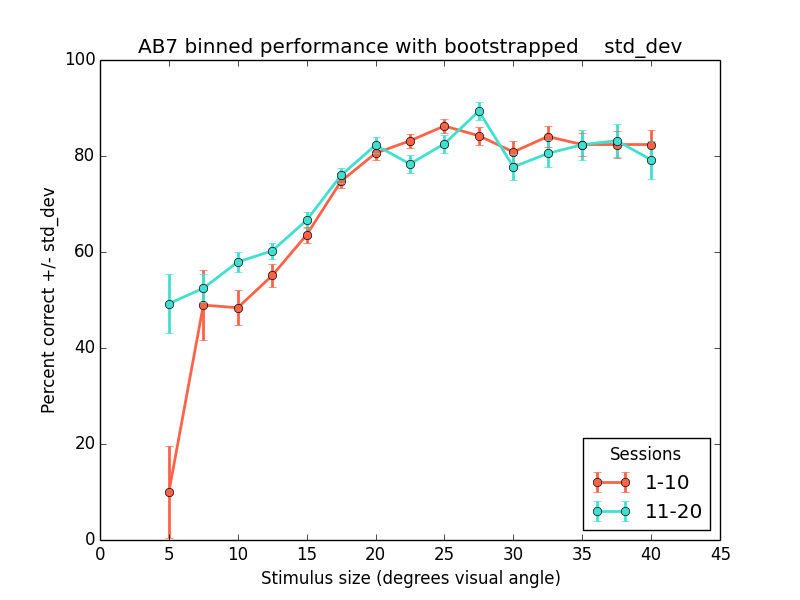 AB7 binned performance with bootstrapped    std_dev
100
80
60
40
20
0
Percent correct +/- std_dev
Sessions
1-10
11-20
0 5 10 15 20 25 30 35 40 45
Stimulus size (degrees visual angle)